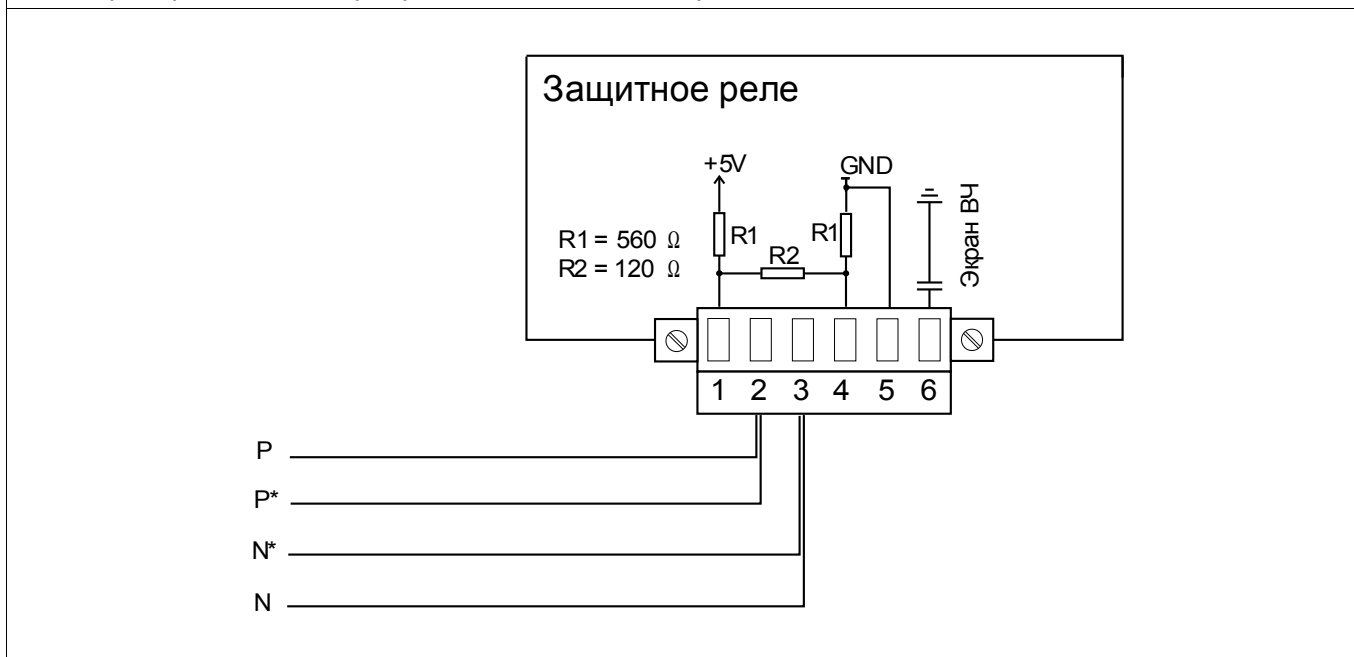 Защитное реле
+5V
GND
R1 = 560 Ω
R2 = 120 Ω
R1
R2
R1
Экран ВЧ
1 2 3 4 5 6
P
P*
N*
N